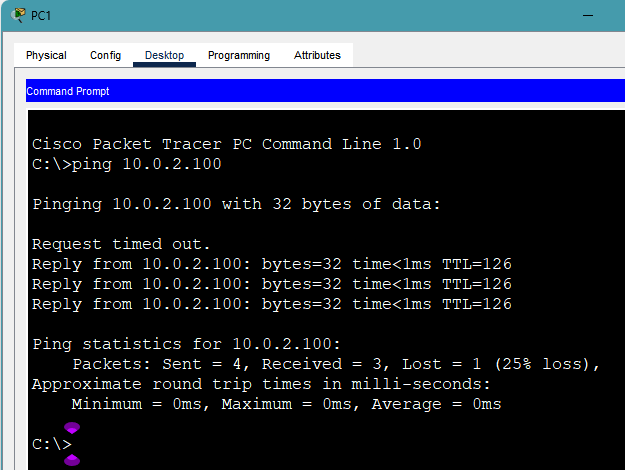 PC1
Physical Config Desktop Programming Attributes
Command Prompt
Cisco Packet Tracer PC Command Line 1.0
C:\>ping 10.0.2.100
Pinging 10.0.2.100 with 32 bytes of data:
Request timed out.
Reply from 10.0.2.100: bytes=32 time<1ms TTL=126
Reply from 10.0.2.100: bytes=32 time<1ms TTL=126
Reply from 10.0.2.100: bytes=32 time<1ms TTL=126
Ping statistics for 10.0.2.100:
Packets: Sent = 4, Received = 3, Lost = 1 (25% loss),
Approximate round trip times in milli-seconds:
Minimum = 0ms, Maximum = 0ms, Average = 0ms
C:\>